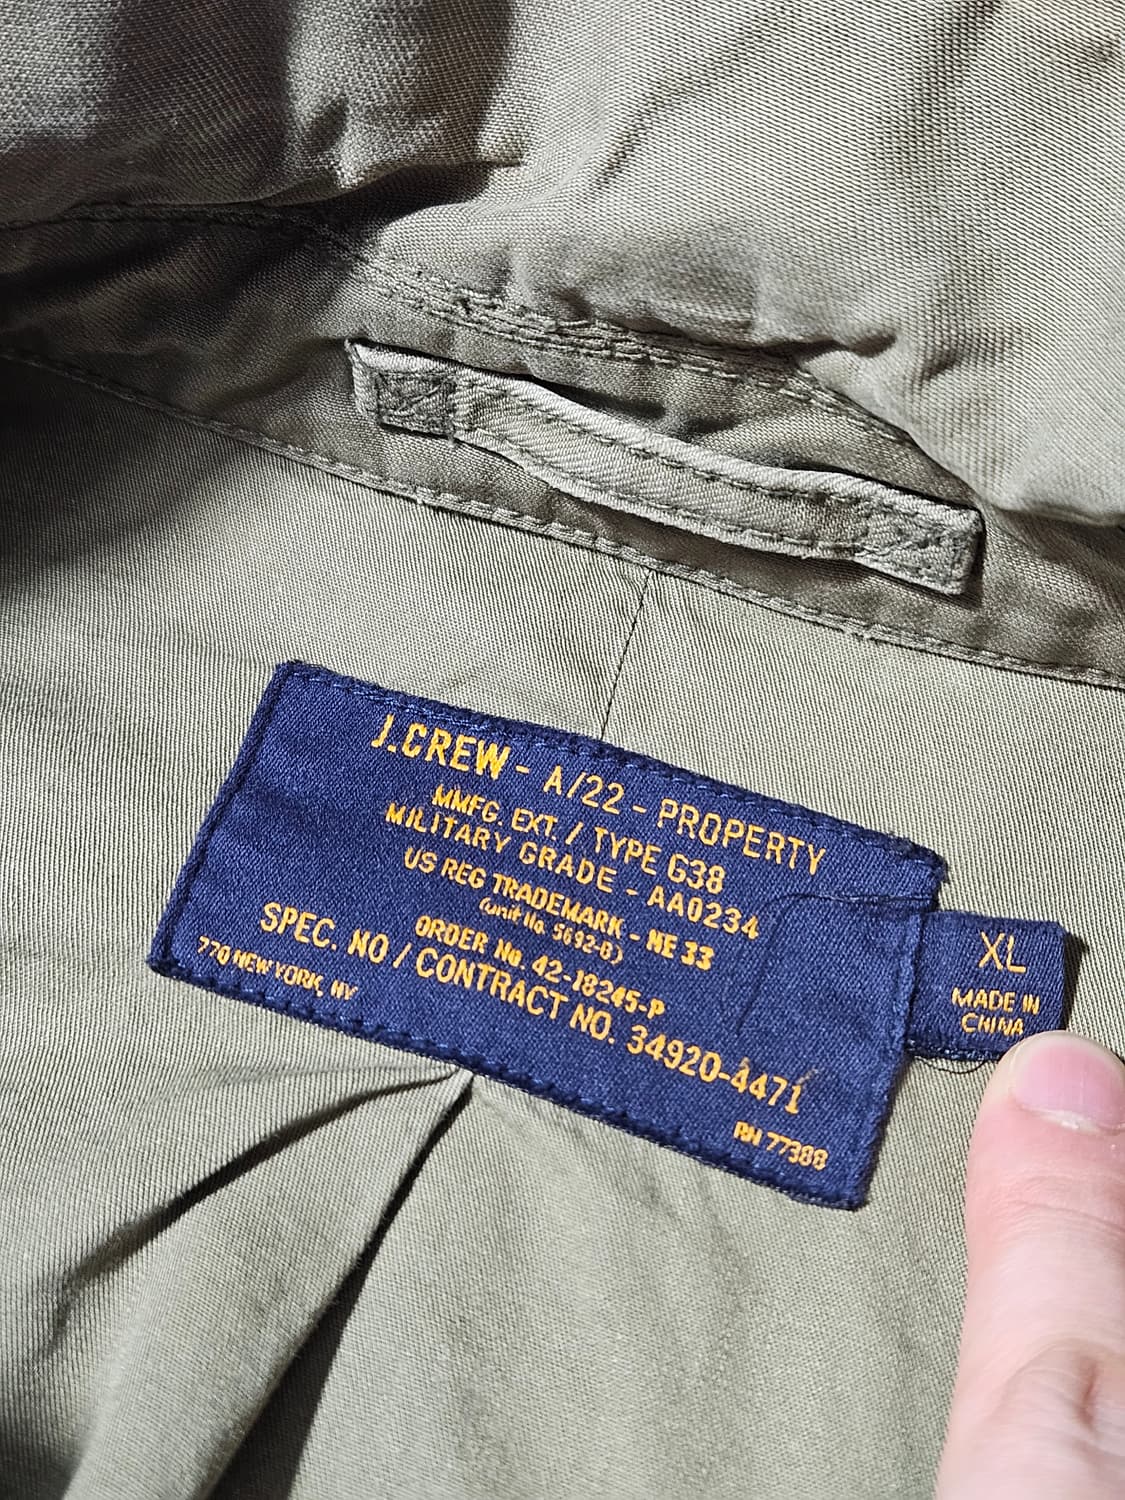 J.CREW - A/22 - PROPERTY
MMFG. EXT. / TYPE G38
MILITARY GRADE - AA0234
US REG TRADEMARK - NE 33
(unit No. 5692-B)
ORDER No. 42-18245-P
SPEC. NO / CONTRACT NO. 34920-4471
770 NEW YORK, NY
RN 77388
XL
MADE IN
CHINA